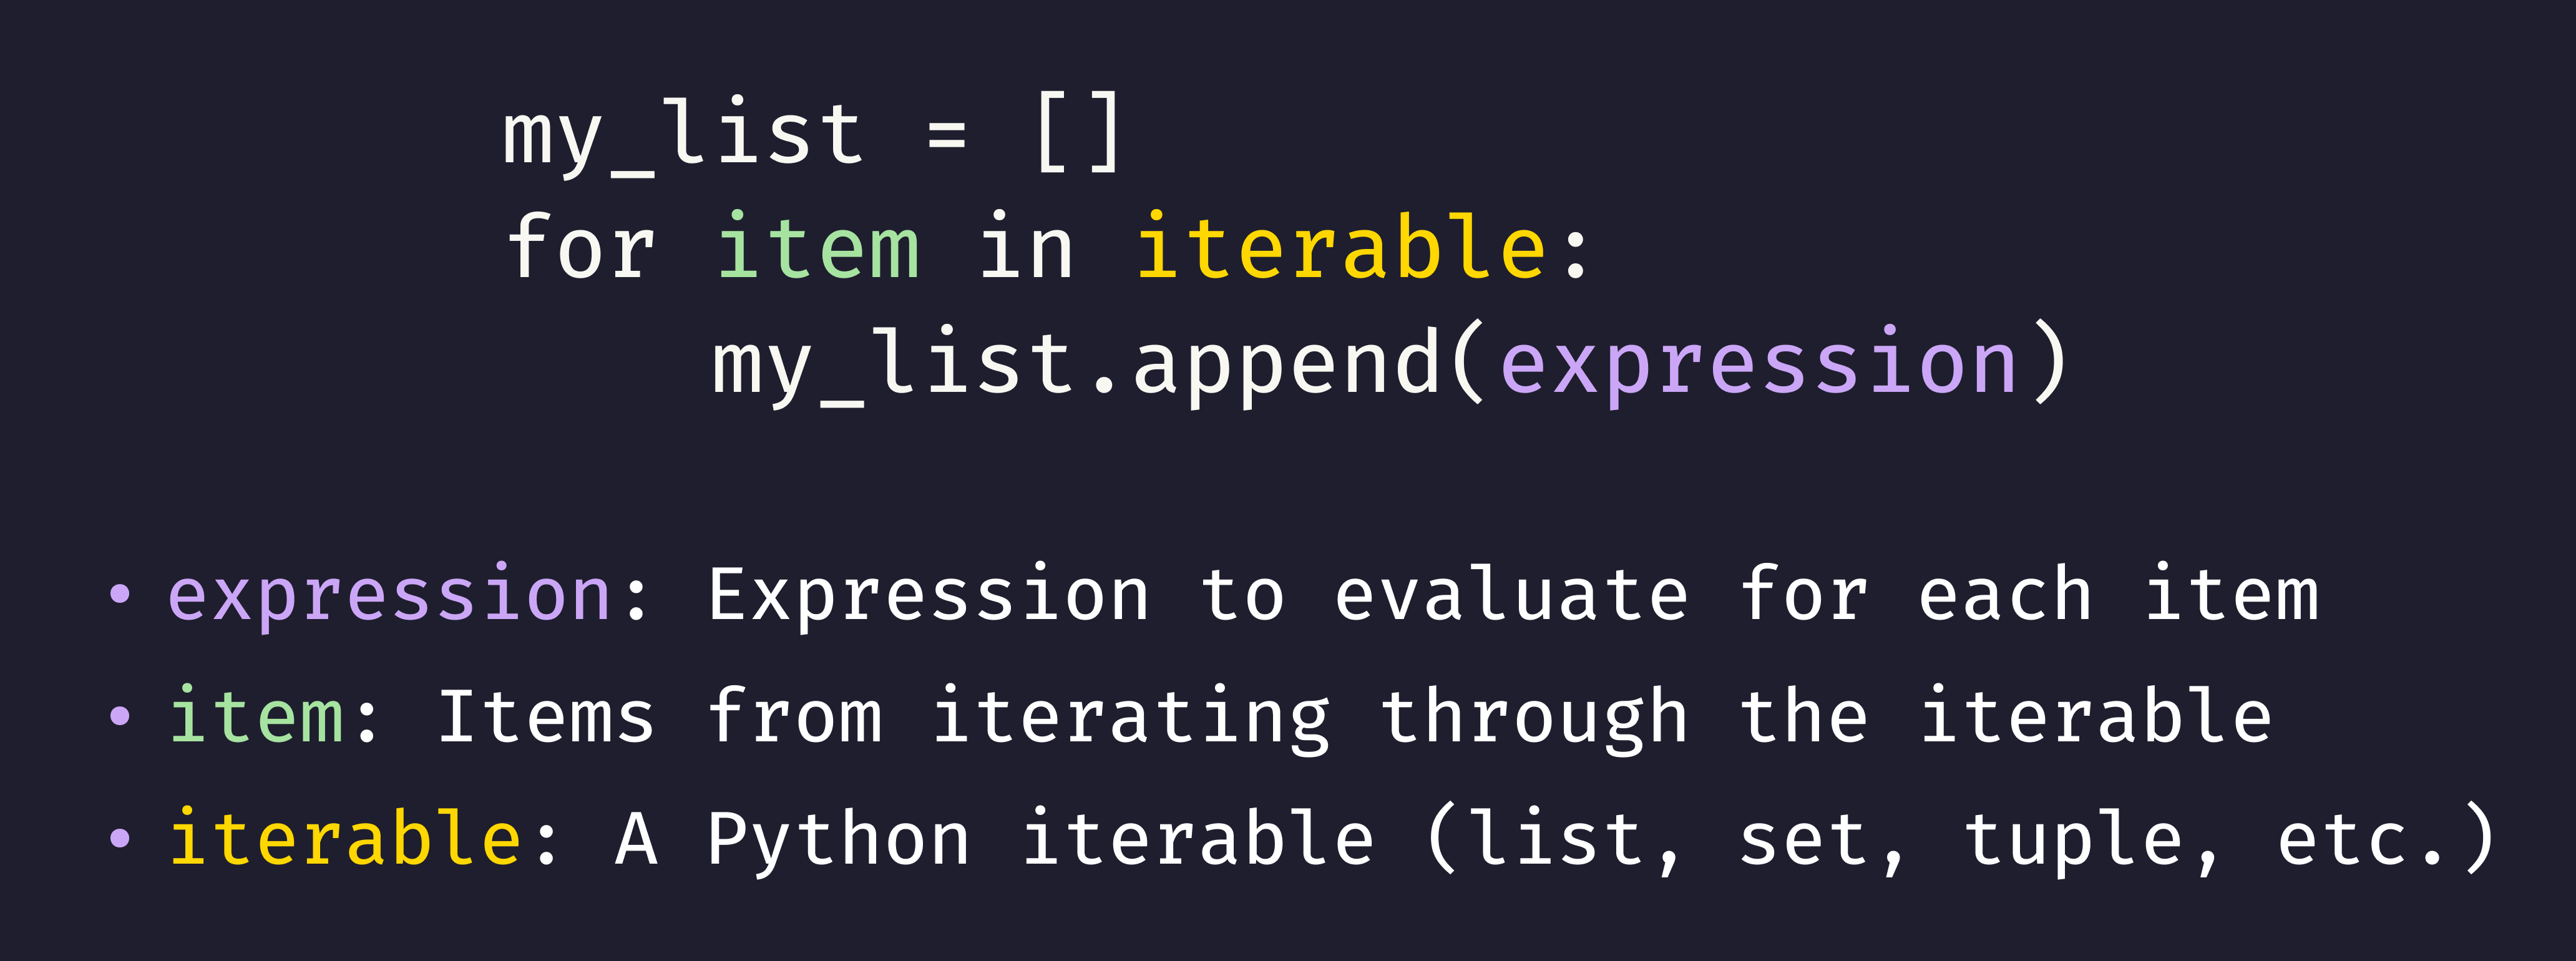 my_list = []
for item in iterable:
    my_list.append(expression)
• expression: Expression to evaluate for each item
• item: Items from iterating through the iterable
• iterable: A Python iterable (list, set, tuple, etc.)